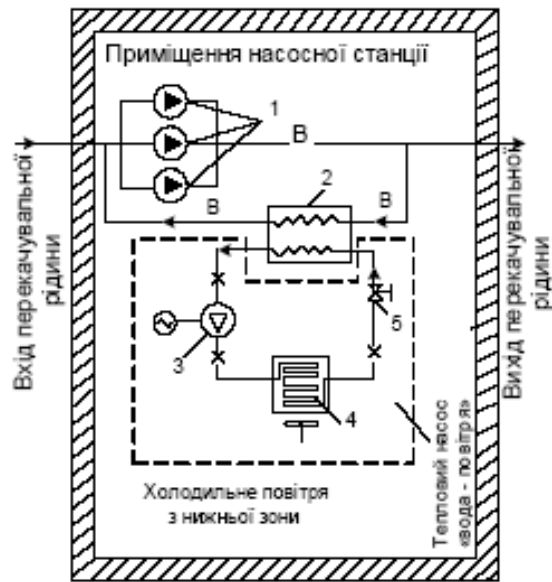 Приміщення насосної станції
1
В
2
В
В
Вхід перекачувальної
рідини
Вихід перекачувальної
рідини
3
5
4
Холодильне повітря
з нижньої зони
Тепловий насос
«вода - повітря»